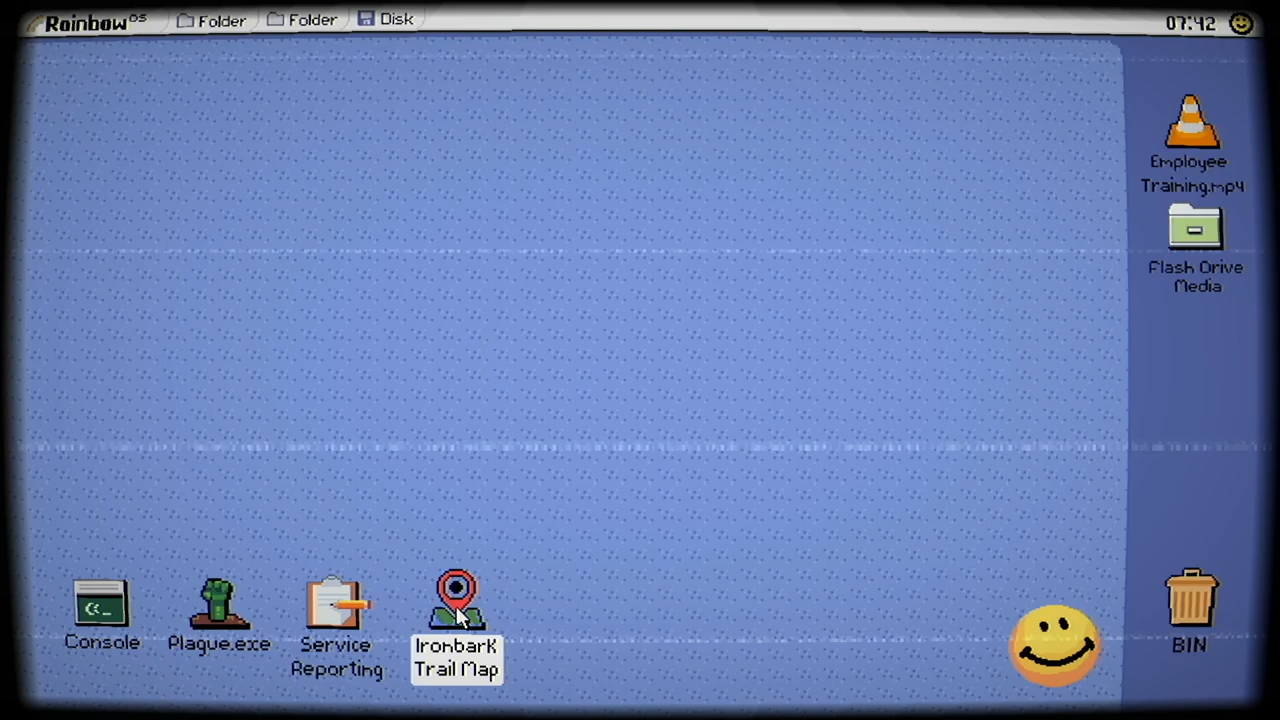 Rainbow OS
Folder
Folder
Disk
07:42
Employee
Training.mp4
Flash Drive
Media
Console
Plague.exe
Service
Reporting
Ironbark
Trail Map
BIN